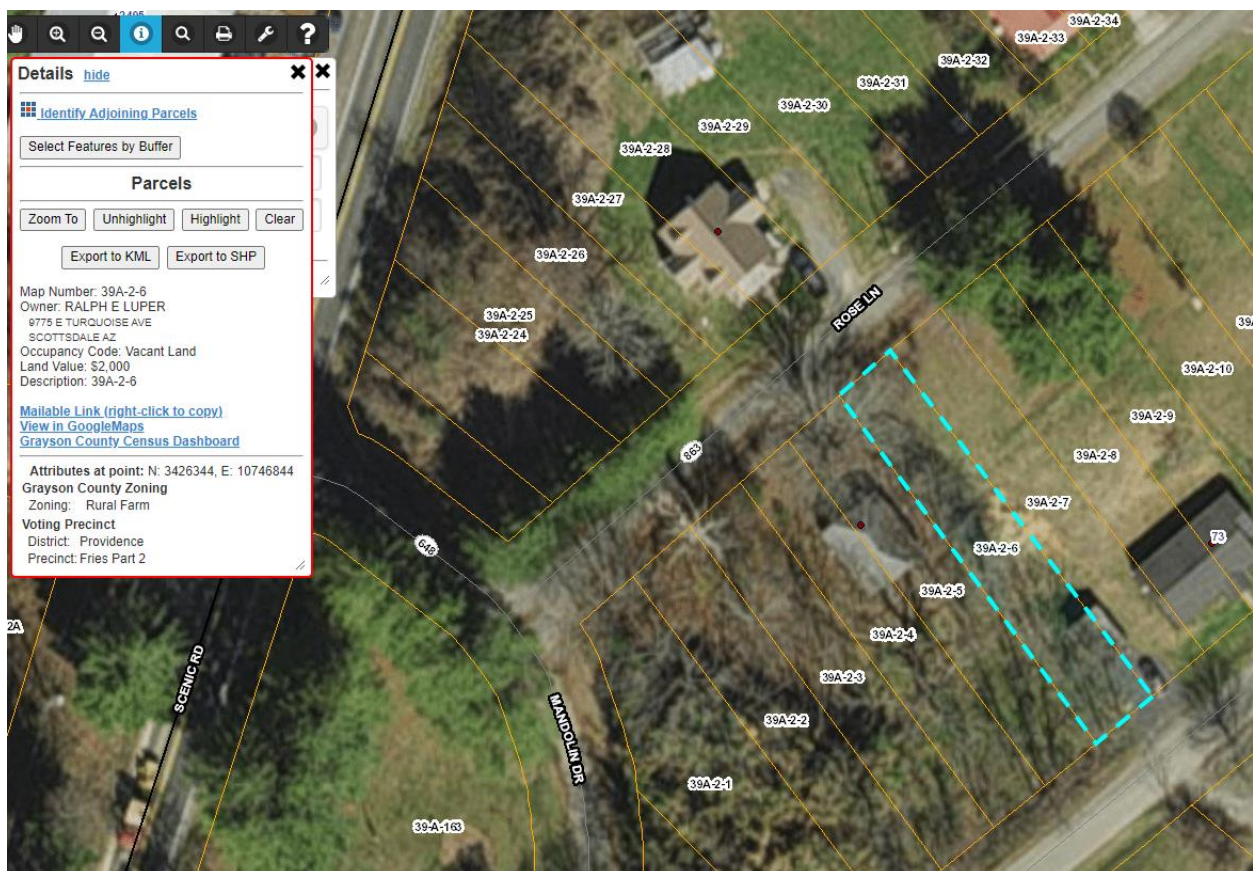 Details hide
Identify Adjoining Parcels
Select Features by Buffer
Parcels
Zoom To Unhighlight Highlight Clear
Export to KML Export to SHP
Map Number: 39A-2-6
Owner: RALPH E LUPER
9775 E TURQUOISE AVE
SCOTTSDALE AZ
Occupancy Code: Vacant Land
Land Value: $2,000
Description: 39A-2-6
Mailable Link (right-click to copy)
View in GoogleMaps
Grayson County Census Dashboard
Attributes at point: N: 3426344, E: 10746844
Grayson County Zoning
Zoning: Rural Farm
Voting Precinct
District: Providence
Precinct: Fries Part 2
39A-2-34
39A-2-33
39A-2-32
39A-2-31
39A-2-30
39A-2-29
39A-2-28
39A-2-27
39A-2-26
39A-2-25
39A-2-24
ROSE LN
39A-2-10
39A-2-9
39A-2-8
863
39A-2-7
73
648
39A-2-6
39A-2-5
39A-2-4
39A-2-3
39A-2-2
39A-2-1
2A
SCENIC RD
MANDOLIN DR
39-A-163